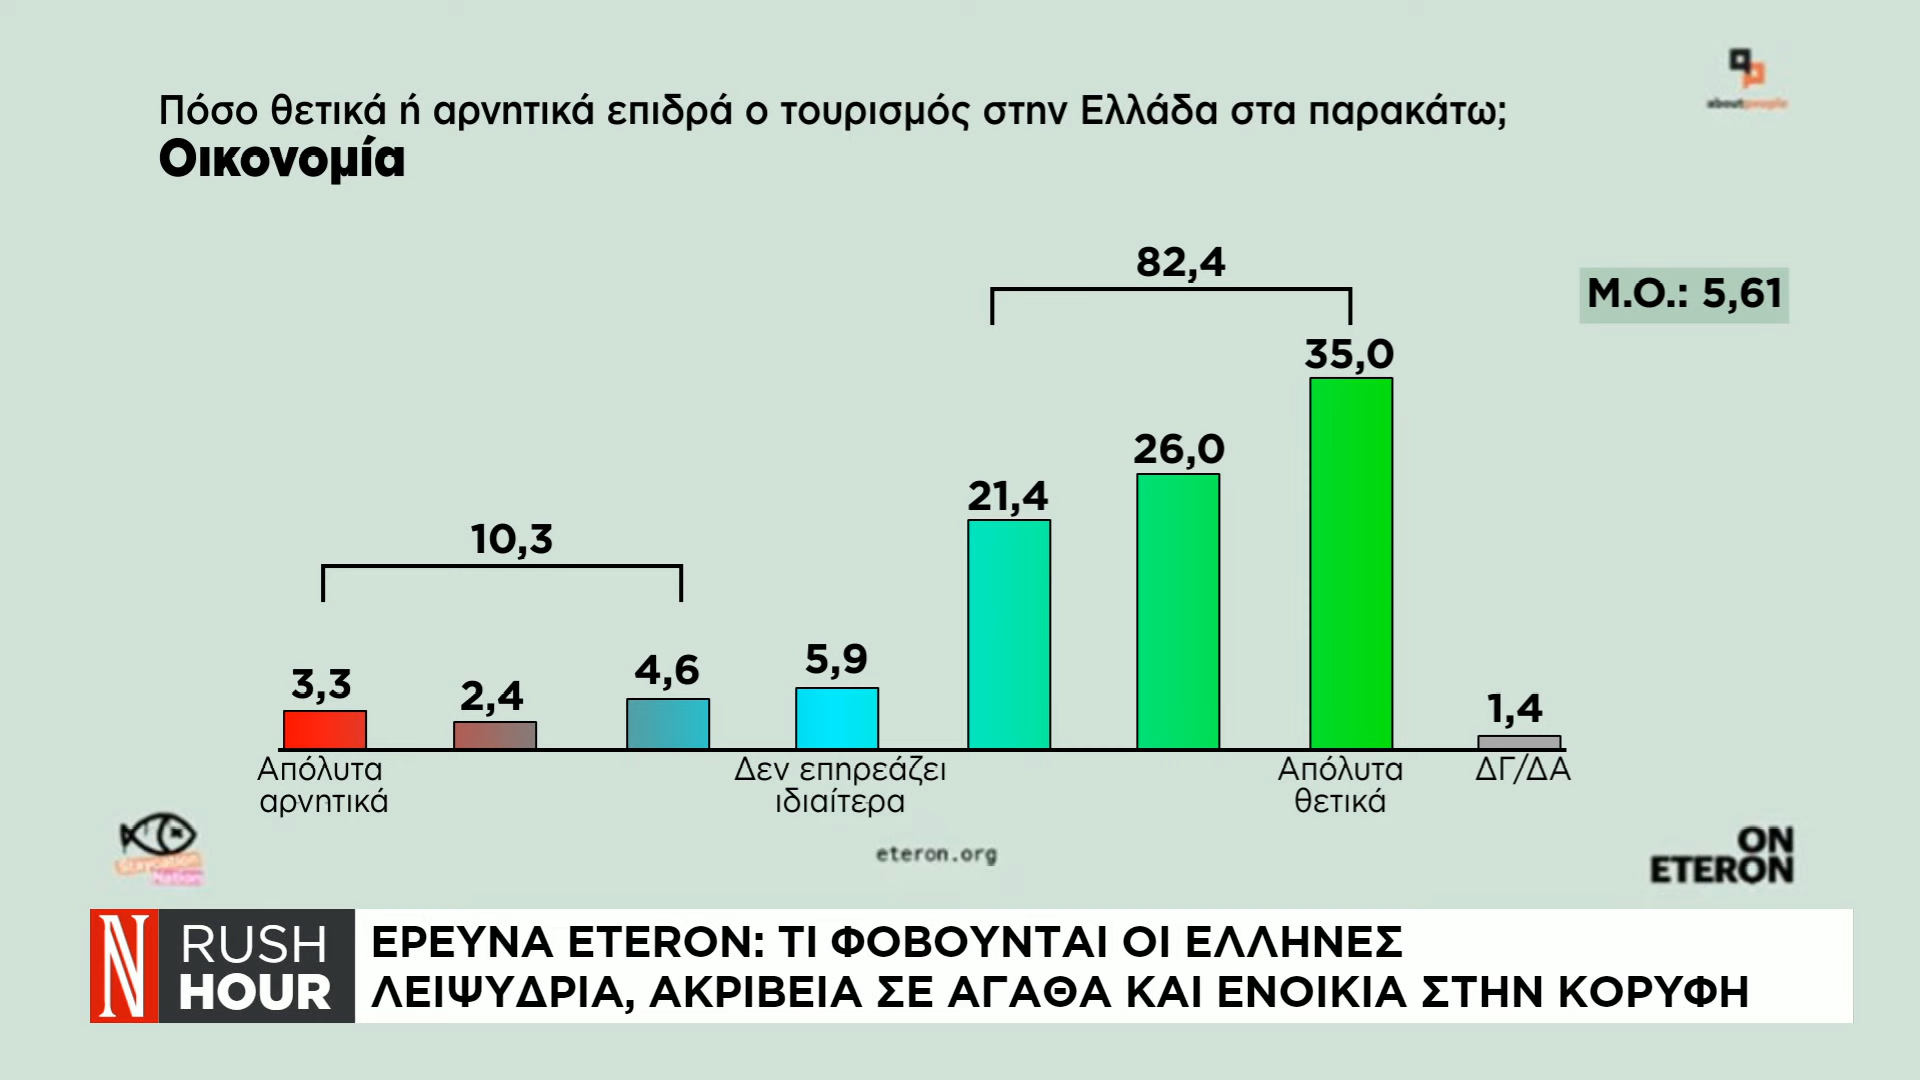 aboutpeople
Πόσο θετικά ή αρνητικά επιδρά ο τουρισμός στην Ελλάδα στα παρακάτω;
Οικονομία
82,4
Μ.Ο.: 5,61
35,0
26,0
21,4
10,3
3,3
2,4
4,6
5,9
1,4
Απόλυτα
αρνητικά
Δεν επηρεάζει
ιδιαίτερα
Απόλυτα
θετικά
ΔΓ/ΔΑ
Staycation
Nation
eteron.org
ON
ETERON
N
RUSH
HOUR
ΕΡΕΥΝΑ ETERON: ΤΙ ΦΟΒΟΥΝΤΑΙ ΟΙ ΕΛΛΗΝΕΣ
ΛΕΙΨΥΔΡΙΑ, ΑΚΡΙΒΕΙΑ ΣΕ ΑΓΑΘΑ ΚΑΙ ΕΝΟΙΚΙΑ ΣΤΗΝ ΚΟΡΥΦΗ